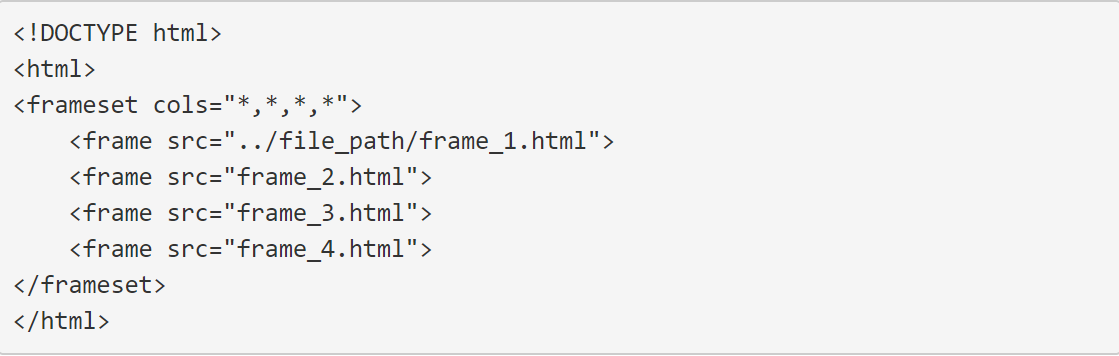 <!DOCTYPE html>
<html>
<frameset cols="*,*,*,*">
    <frame src="../file_path/frame_1.html">
    <frame src="frame_2.html">
    <frame src="frame_3.html">
    <frame src="frame_4.html">
</frameset>
</html>